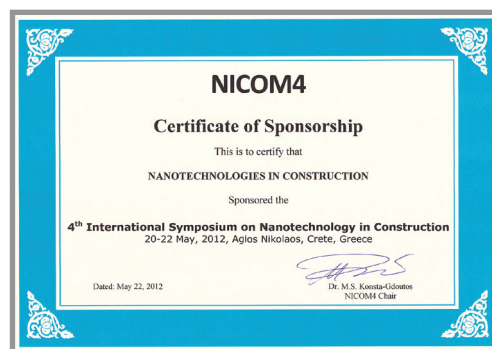 NICOM4
Certificate of Sponsorship
This is to certify that
NANOTECHNOLOGIES IN CONSTRUCTION
Sponsored the
4th International Symposium on Nanotechnology in Construction
20-22 May, 2012, Agios Nikolaos, Crete, Greece
Dated: May 22, 2012
Dr. M.S. Konsta-Gdoutos
NICOM4 Chair